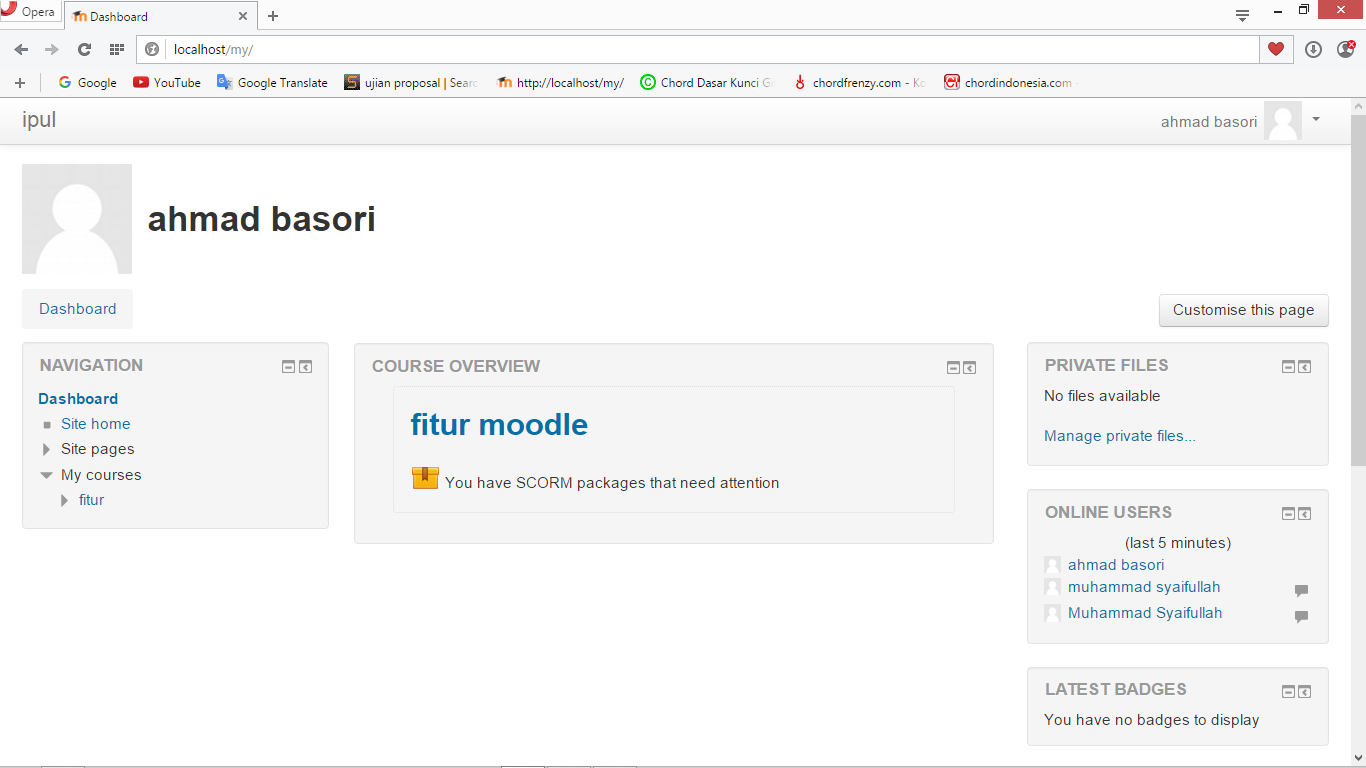 Opera
Dashboard
localhost/my/
Google
YouTube
Google Translate
ujian proposal | Sear
http://localhost/my/
Chord Dasar Kunci G
chordfrenzy.com - Ko
chordindonesia.com -
ipul
ahmad basori
ahmad basori
Dashboard
Customise this page
NAVIGATION
Dashboard
Site home
Site pages
My courses
fitur
COURSE OVERVIEW
fitur moodle
You have SCORM packages that need attention
PRIVATE FILES
No files available
Manage private files...
ONLINE USERS
(last 5 minutes)
ahmad basori
muhammad syaifullah
Muhammad Syaifullah
LATEST BADGES
You have no badges to display